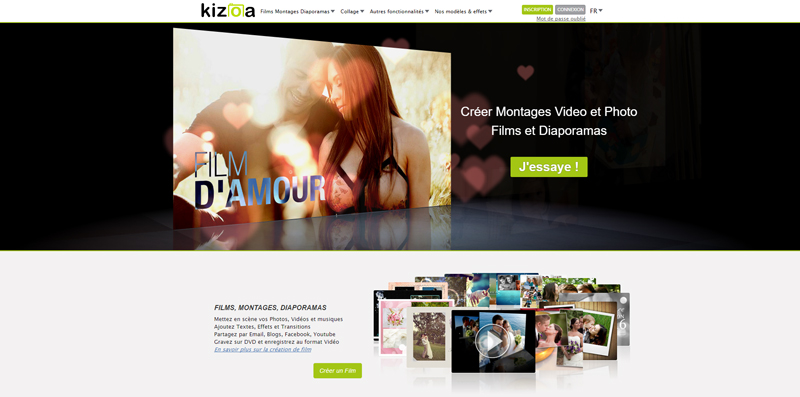 kizoa
Films Montages Diaporamas
Collage
Autres fonctionnalités
Nos modèles & effets
INSCRIPTION
CONNEXION
FR
Mot de passe oublié
Créer Montages Video et Photo
Films et Diaporamas
J'essaye !
FILM
D'AMOUR
FILMS, MONTAGES, DIAPORAMAS
Mettez en scène vos Photos, Vidéos et musiques
Ajoutez Textes, Effets et Transitions
Partagez par Email, Blogs, Facebook, Youtube
Gravez sur DVD et enregistrez au format Vidéo
En savoir plus sur la création de film
Créer un Film